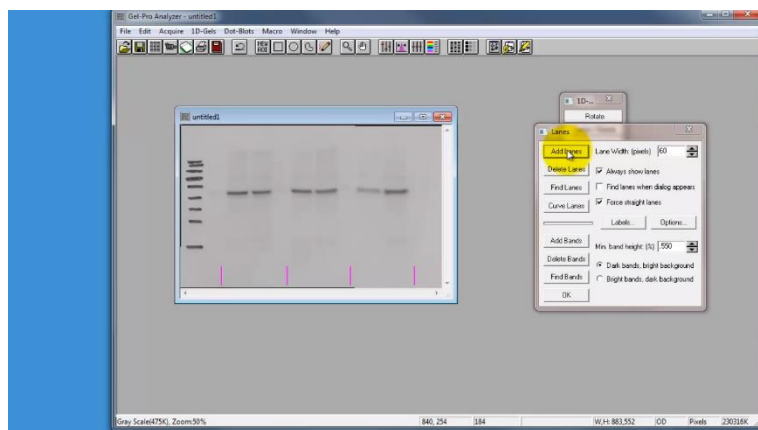 Gel-Pro Analyzer - untitled1
File Edit Acquire 1D-Gels Dot-Blots Macro Window Help
untitled1
1D-...
Rotate
Lanes
Add Lanes
Lane Width: (pixels) 60
Delete Lanes
Always show lanes
Find Lanes
Find lanes when dialog appears
Curve Lanes
Force straight lanes
Labels...
Options...
Add Bands
Min. band height: (%) .550
Delete Bands
Dark bands, bright background
Find Bands
Bright bands, dark background
OK
Gray Scale(475K), Zoom:50%
840, 254
184
W,H: 883,552
OD
Pixels
230316K